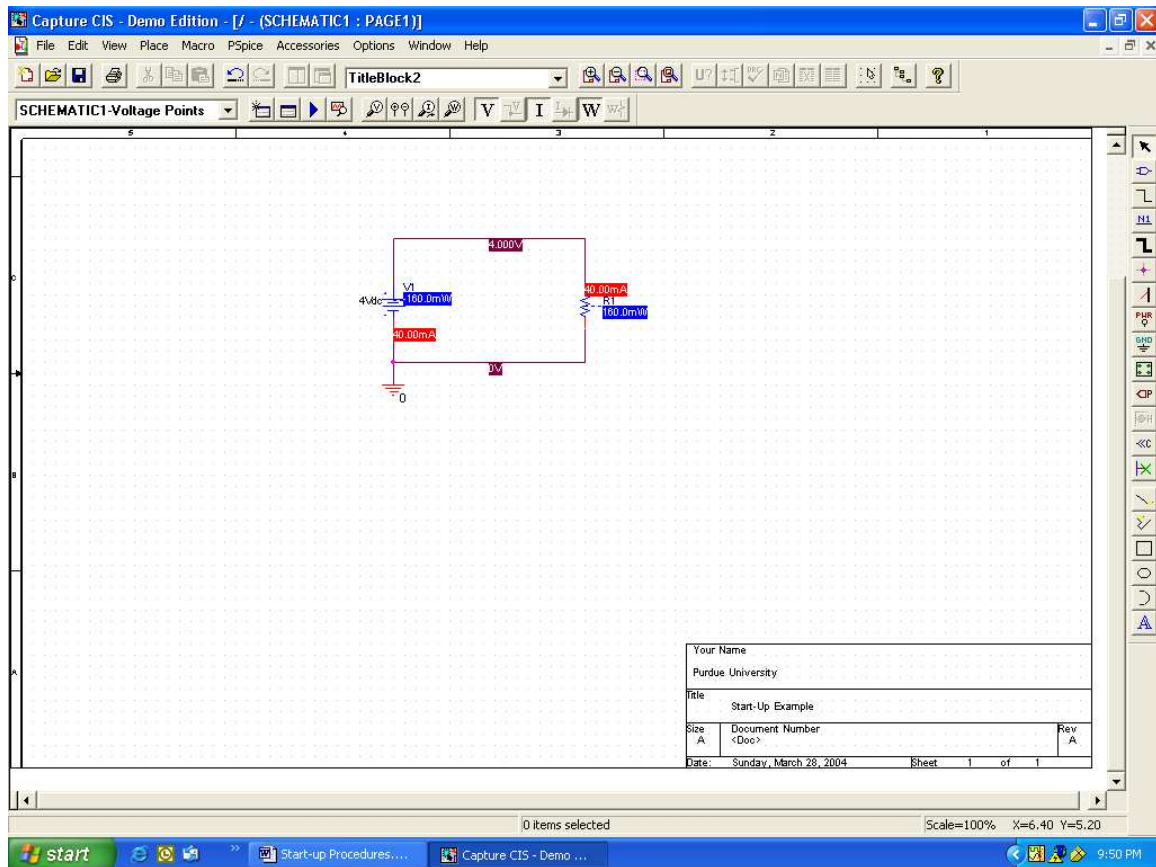 Capture CIS - Demo Edition - [/ - (SCHEMATIC1 : PAGE1)]
File Edit View Place Macro PSpice Accessories Options Window Help
TitleBlock2
U?
SCHEMATIC1-Voltage Points
V I W
5 4 3 2 1
C
B
A
N1
PWR
GND
4.000V
V1
4Vdc
-160.0mW
40.00mA
40.00mA
R1
160.0mW
0V
0
Your Name
Purdue University
Title
Start-Up Example
Size
A
Document Number
<Doc>
Rev
A
Date: Sunday, March 28, 2004 Sheet 1 of 1
0 items selected
Scale=100% X=6.40 Y=5.20
start
Start-up Procedures....
Capture CIS - Demo ...
9:50 PM